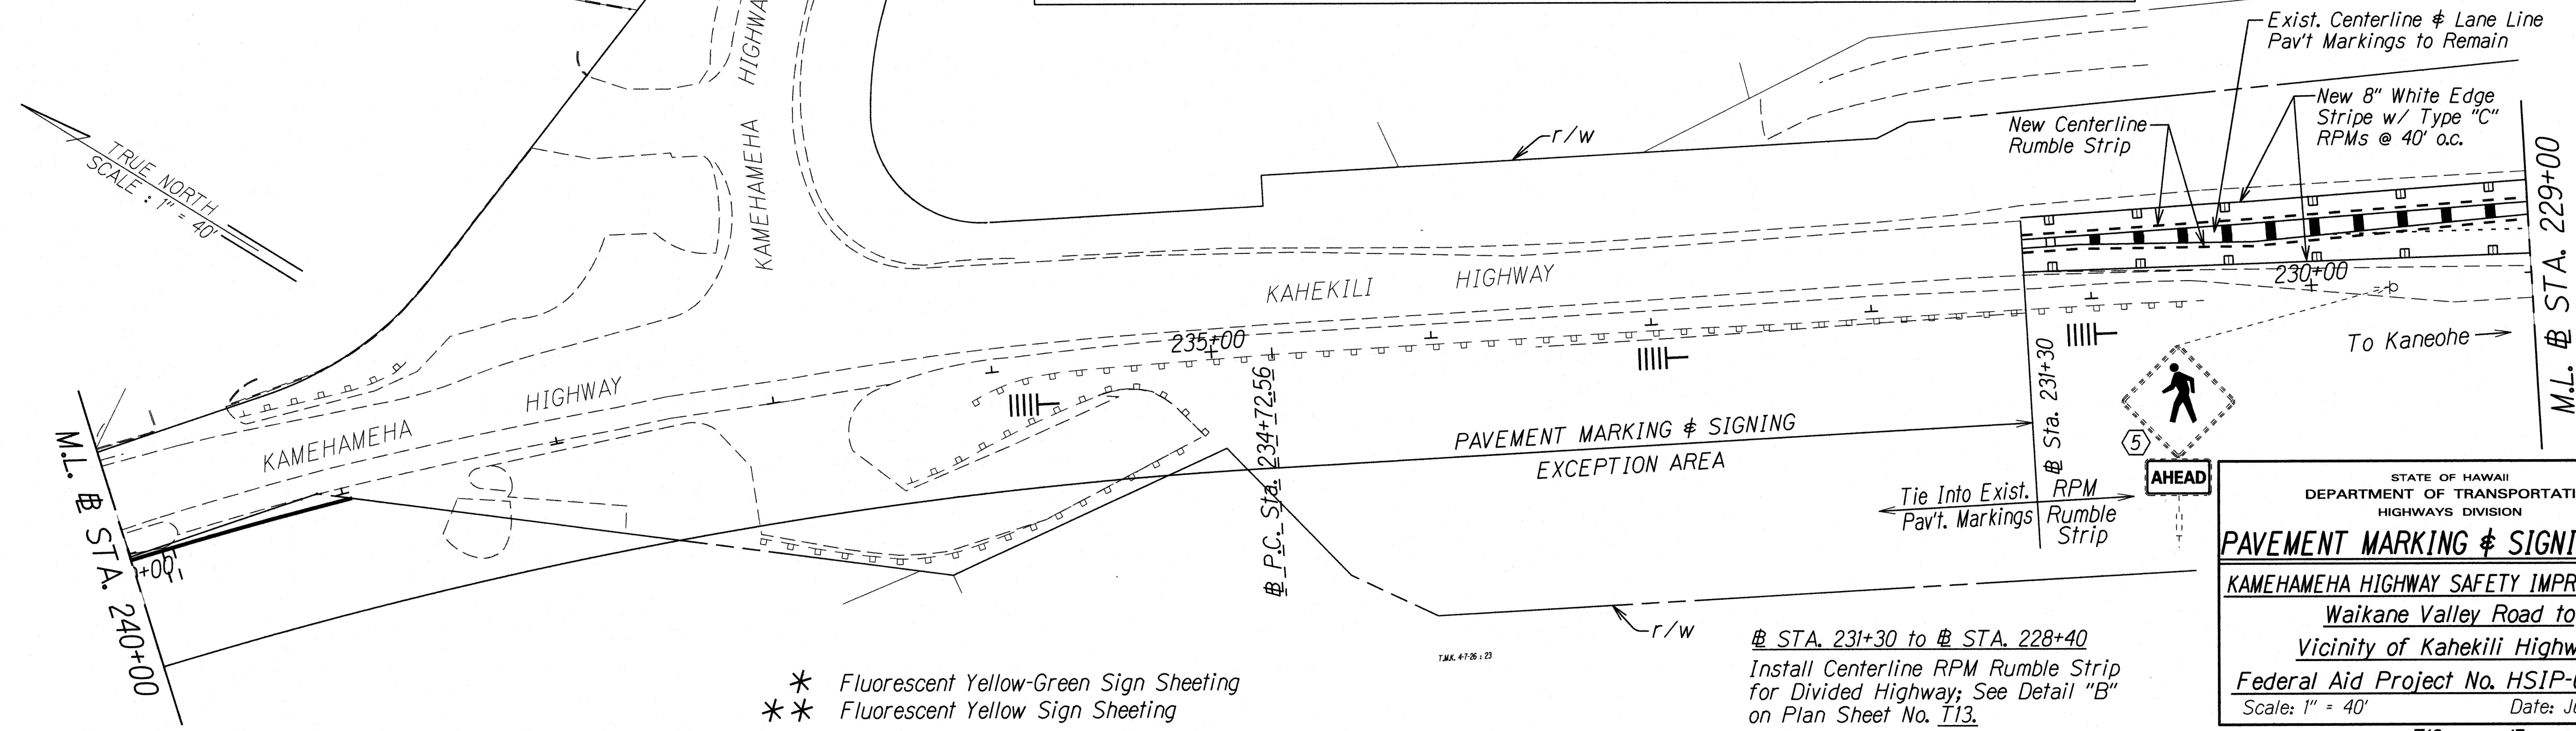 Exist. Centerline & Lane Line
Pav't Markings to Remain
New 8" White Edge
Stripe w/ Type "C"
RPMs @ 40' o.c.
New Centerline
Rumble Strip
r/w
TRUE NORTH
SCALE : 1" = 40'
KAMEHAMEHA HIGHWAY
KAHEKILI HIGHWAY
KAMEHAMEHA HIGHWAY
230+00
235+00
To Kaneohe
M.L. ⅊ STA. 229+00
M.L. ⅊ STA. 240+00
+00
⅊ P.C. Sta. 234+72.56
⅊ Sta. 231+30
PAVEMENT MARKING & SIGNING
EXCEPTION AREA
Tie Into Exist.
Pav't. Markings
RPM
Rumble
Strip
5
AHEAD
r/w
T.M.K. 4-7-26 : 23
* Fluorescent Yellow-Green Sign Sheeting
** Fluorescent Yellow Sign Sheeting
⅊ STA. 231+30 to ⅊ STA. 228+40
Install Centerline RPM Rumble Strip
for Divided Highway; See Detail "B"
on Plan Sheet No. T13.
STATE OF HAWAII
DEPARTMENT OF TRANSPORTATI
HIGHWAYS DIVISION
PAVEMENT MARKING & SIGNI
KAMEHAMEHA HIGHWAY SAFETY IMPR
Waikane Valley Road to
Vicinity of Kahekili Highw
Federal Aid Project No. HSIP-
Scale: 1" = 40'
Date: J